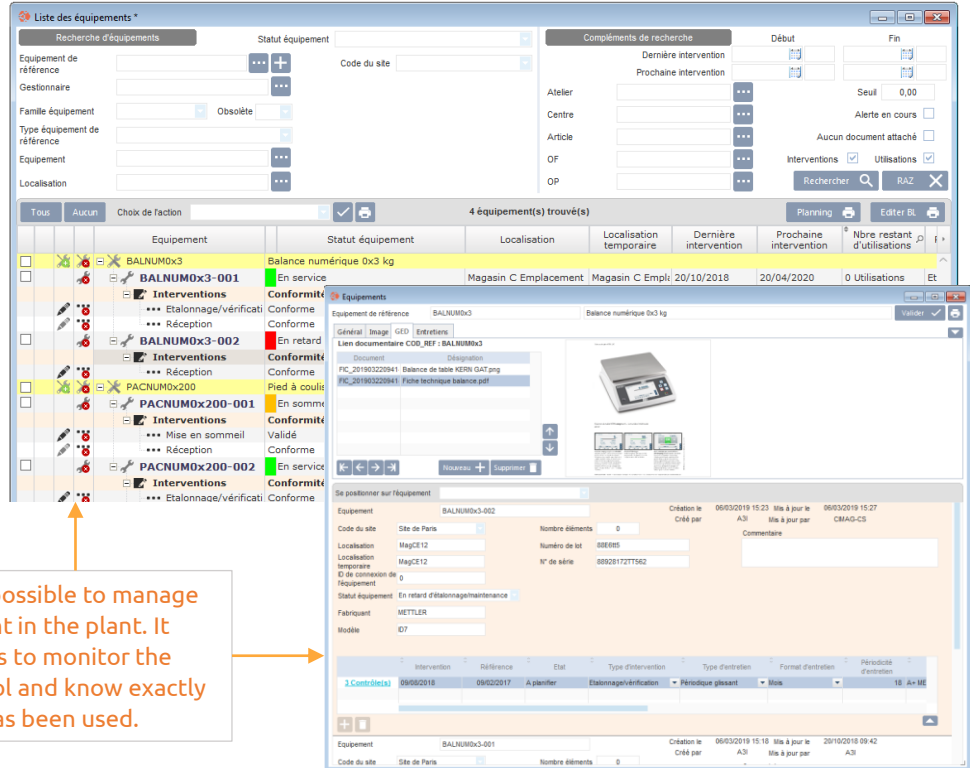 Liste des équipements *
Recherche d'équipements
Statut équipement
Compléments de recherche
Début
Fin
Equipement de référence
Code du site
Dernière intervention
Prochaine intervention
Gestionnaire
Atelier
Seuil 0,00
Famille équipement
Obsolète
Centre
Alerte en cours
Type équipement de référence
Article
Aucun document attaché
Equipement
OF
Interventions
Utilisations
Localisation
OP
Rechercher
RAZ
Tous
Aucun
Choix de l'action
4 équipement(s) trouvé(s)
Planning
Editer BL
Equipement
Statut équipement
Localisation
Localisation temporaire
Dernière intervention
Prochaine intervention
Nbre restant d'utilisations
BALNUM0x3
Balance numérique 0x3 kg
BALNUM0x3-001
En service
Magasin C Emplacement
Magasin C Empla
20/10/2018
20/04/2020
0 Utilisations
Et
Interventions
Conformité
Etalonnage/vérificati
Conforme
Réception
Conforme
BALNUM0x3-002
En retard
Interventions
Conformité
Réception
Conforme
PACNUM0x200
Pied à coulis
PACNUM0x200-001
En somme
Interventions
Conformité
Mise en sommeil
Validé
Réception
Conforme
PACNUM0x200-002
En service
Interventions
Conformité
Etalonnage/vérificati
Conforme
Equipements
Equipement de référence
BALNUM0x3
Balance numérique 0x3 kg
Valider
Général
Image
GED
Entretiens
Lien documentaire COD_REF : BALNUM0x3
Document
Désignation
FIC_201903220941
Balance de table KERN GAT.png
FIC_201903220941
Fiche technique balance.pdf
Nouveau
Supprimer
Se positionner sur l'équipement
Equipement
BALNUM0x3-002
Création le
06/03/2019 15:23
Mis à jour le
06/03/2019 15:27
Créé par
A3I
Mis à jour par
CIMAG-CS
Code du site
Site de Paris
Nombre éléments
0
Commentaire
Localisation
MagCE12
Numéro de lot
88E6tt5
Localisation temporaire
MagCE12
N° de série
88928172TT562
ID de connexion de l'équipement
0
Statut équipement
En retard d'étalonnage/maintenance
Fabriquant
METTLER
Modèle
ID7
Intervention
Référence
Etat
Type d'intervention
Type d'entretien
Format d'entretien
Périodicité d'entretien
3 Contrôle(s)
09/08/2018
09/02/2017
A planifier
Etalonnage/vérification
Périodique glissant
Mois
18
A+ ME
Equipement
BALNUM0x3-001
Création le
06/03/2019 15:18
Mis à jour le
20/10/2018 09:42
Créé par
A3I
Mis à jour par
A3I
Code du site
Site de Paris
Nombre éléments
0
ossible to manage
t in the plant. It
s to monitor the
ol and know exactly
as been used.